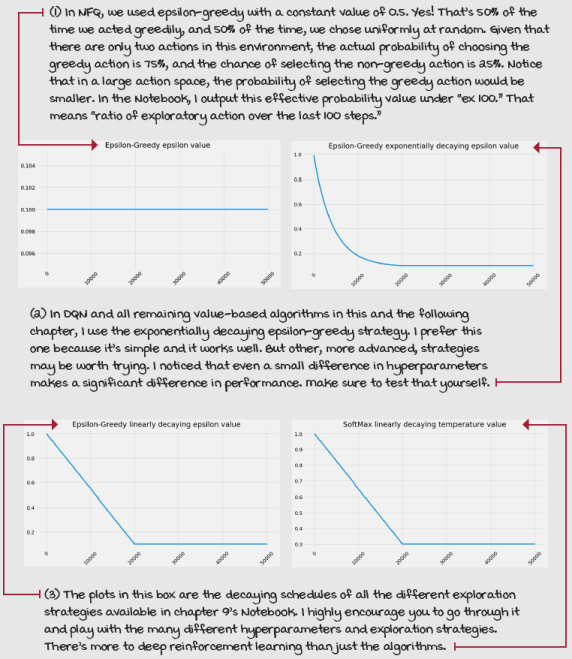 (1) In NFQ, we used epsilon-greedy with a constant value of 0.5. Yes! That's 50% of the
time we acted greedily, and 50% of the time, we chose uniformly at random. Given that
there are only two actions in this environment, the actual probability of choosing the
greedy action is 75%, and the chance of selecting the non-greedy action is 25%. Notice
that in a large action space, the probability of selecting the greedy action would be
smaller. In the Notebook, I output this effective probability value under "ex 100." That
means "ratio of exploratory action over the last 100 steps."
Epsilon-Greedy epsilon value
0.104
0.102
0.100
0.098
0.096
0
10000
20000
30000
40000
50000
Epsilon-Greedy exponentially decaying epsilon value
1.0
0.8
0.6
0.4
0.2
0
10000
20000
30000
40000
50000
(2) In DQN and all remaining value-based algorithms in this and the following
chapter, I use the exponentially decaying epsilon-greedy strategy. I prefer this
one because it's simple and it works well. But other, more advanced, strategies
may be worth trying. I noticed that even a small difference in hyperparameters
makes a significant difference in performance. Make sure to test that yourself.
Epsilon-Greedy linearly decaying epsilon value
1.0
0.8
0.6
0.4
0.2
0
10000
20000
30000
40000
50000
SoftMax linearly decaying temperature value
1.0
0.9
0.8
0.7
0.6
0.5
0.4
0.3
0
10000
20000
30000
40000
50000
(3) The plots in this box are the decaying schedules of all the different exploration
strategies available in chapter 9's Notebook. I highly encourage you to go through it
and play with the many different hyperparameters and exploration strategies.
There's more to deep reinforcement learning than just the algorithms.